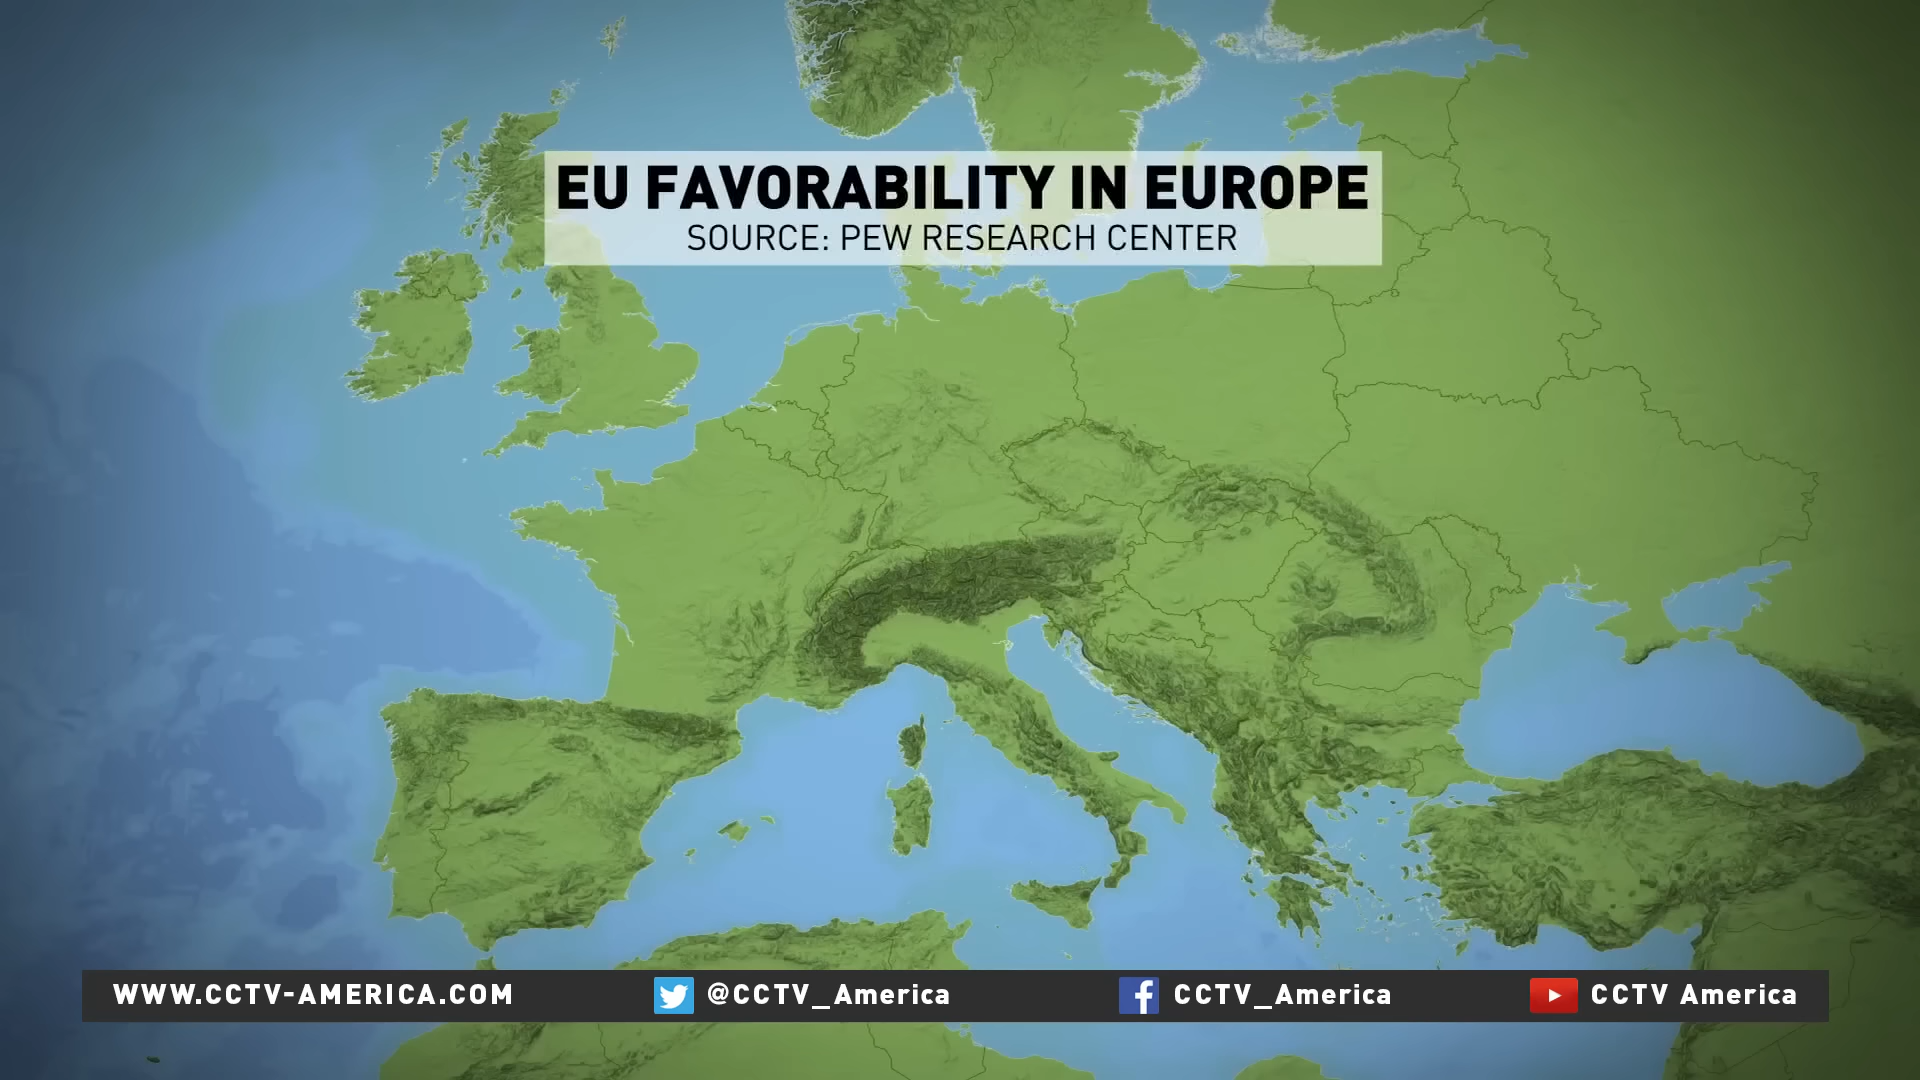 EU FAVORABILITY IN EUROPE
SOURCE: PEW RESEARCH CENTER
WWW.CCTV-AMERICA.COM @CCTV_America CCTV_America CCTV America